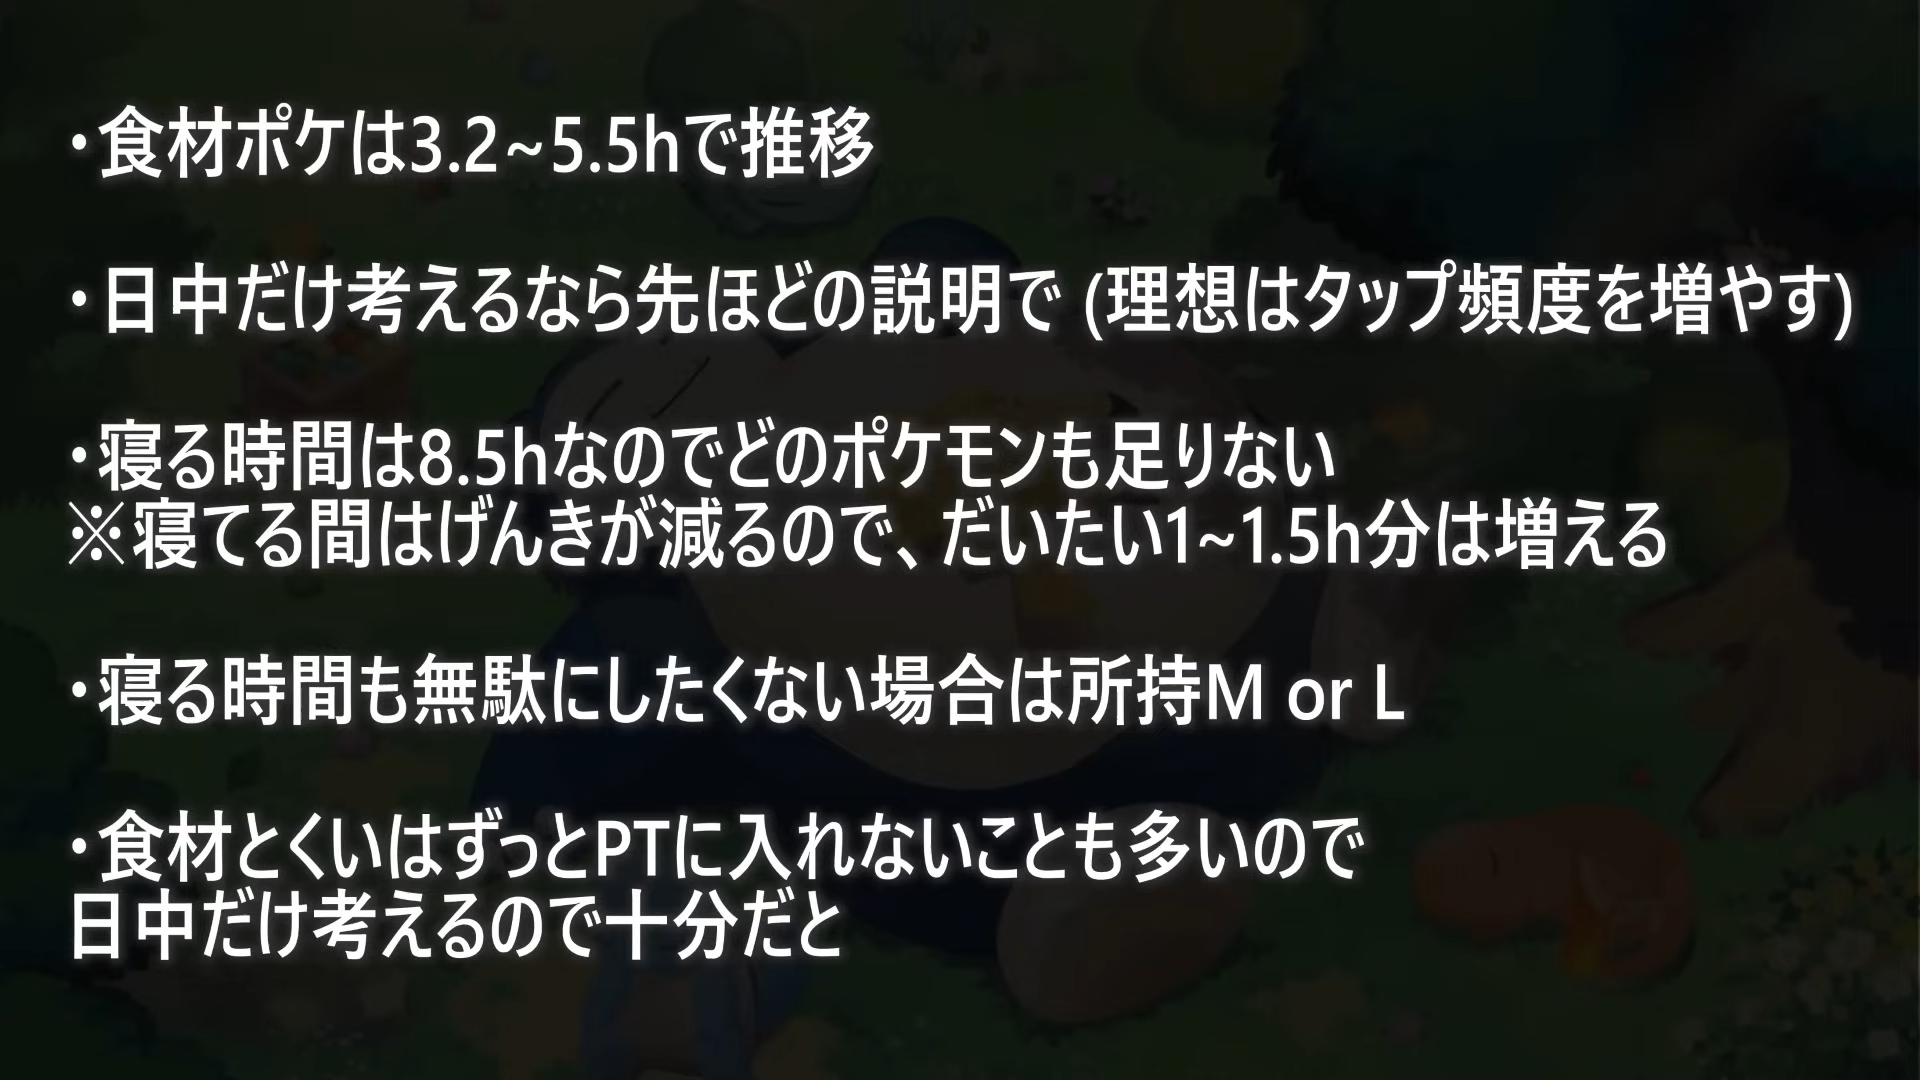 ・食材ポケは3.2~5.5hで推移
・日中だけ考えるなら先ほどの説明で (理想はタップ頻度を増やす)
・寝る時間は8.5hなのでどのポケモンも足りない
※寝てる間はげんきが減るので、だいたい1~1.5h分は増える
・寝る時間も無駄にしたくない場合は所持M or L
・食材とくいはずっとPTに入れないことも多いので
日中だけ考えるので十分だと